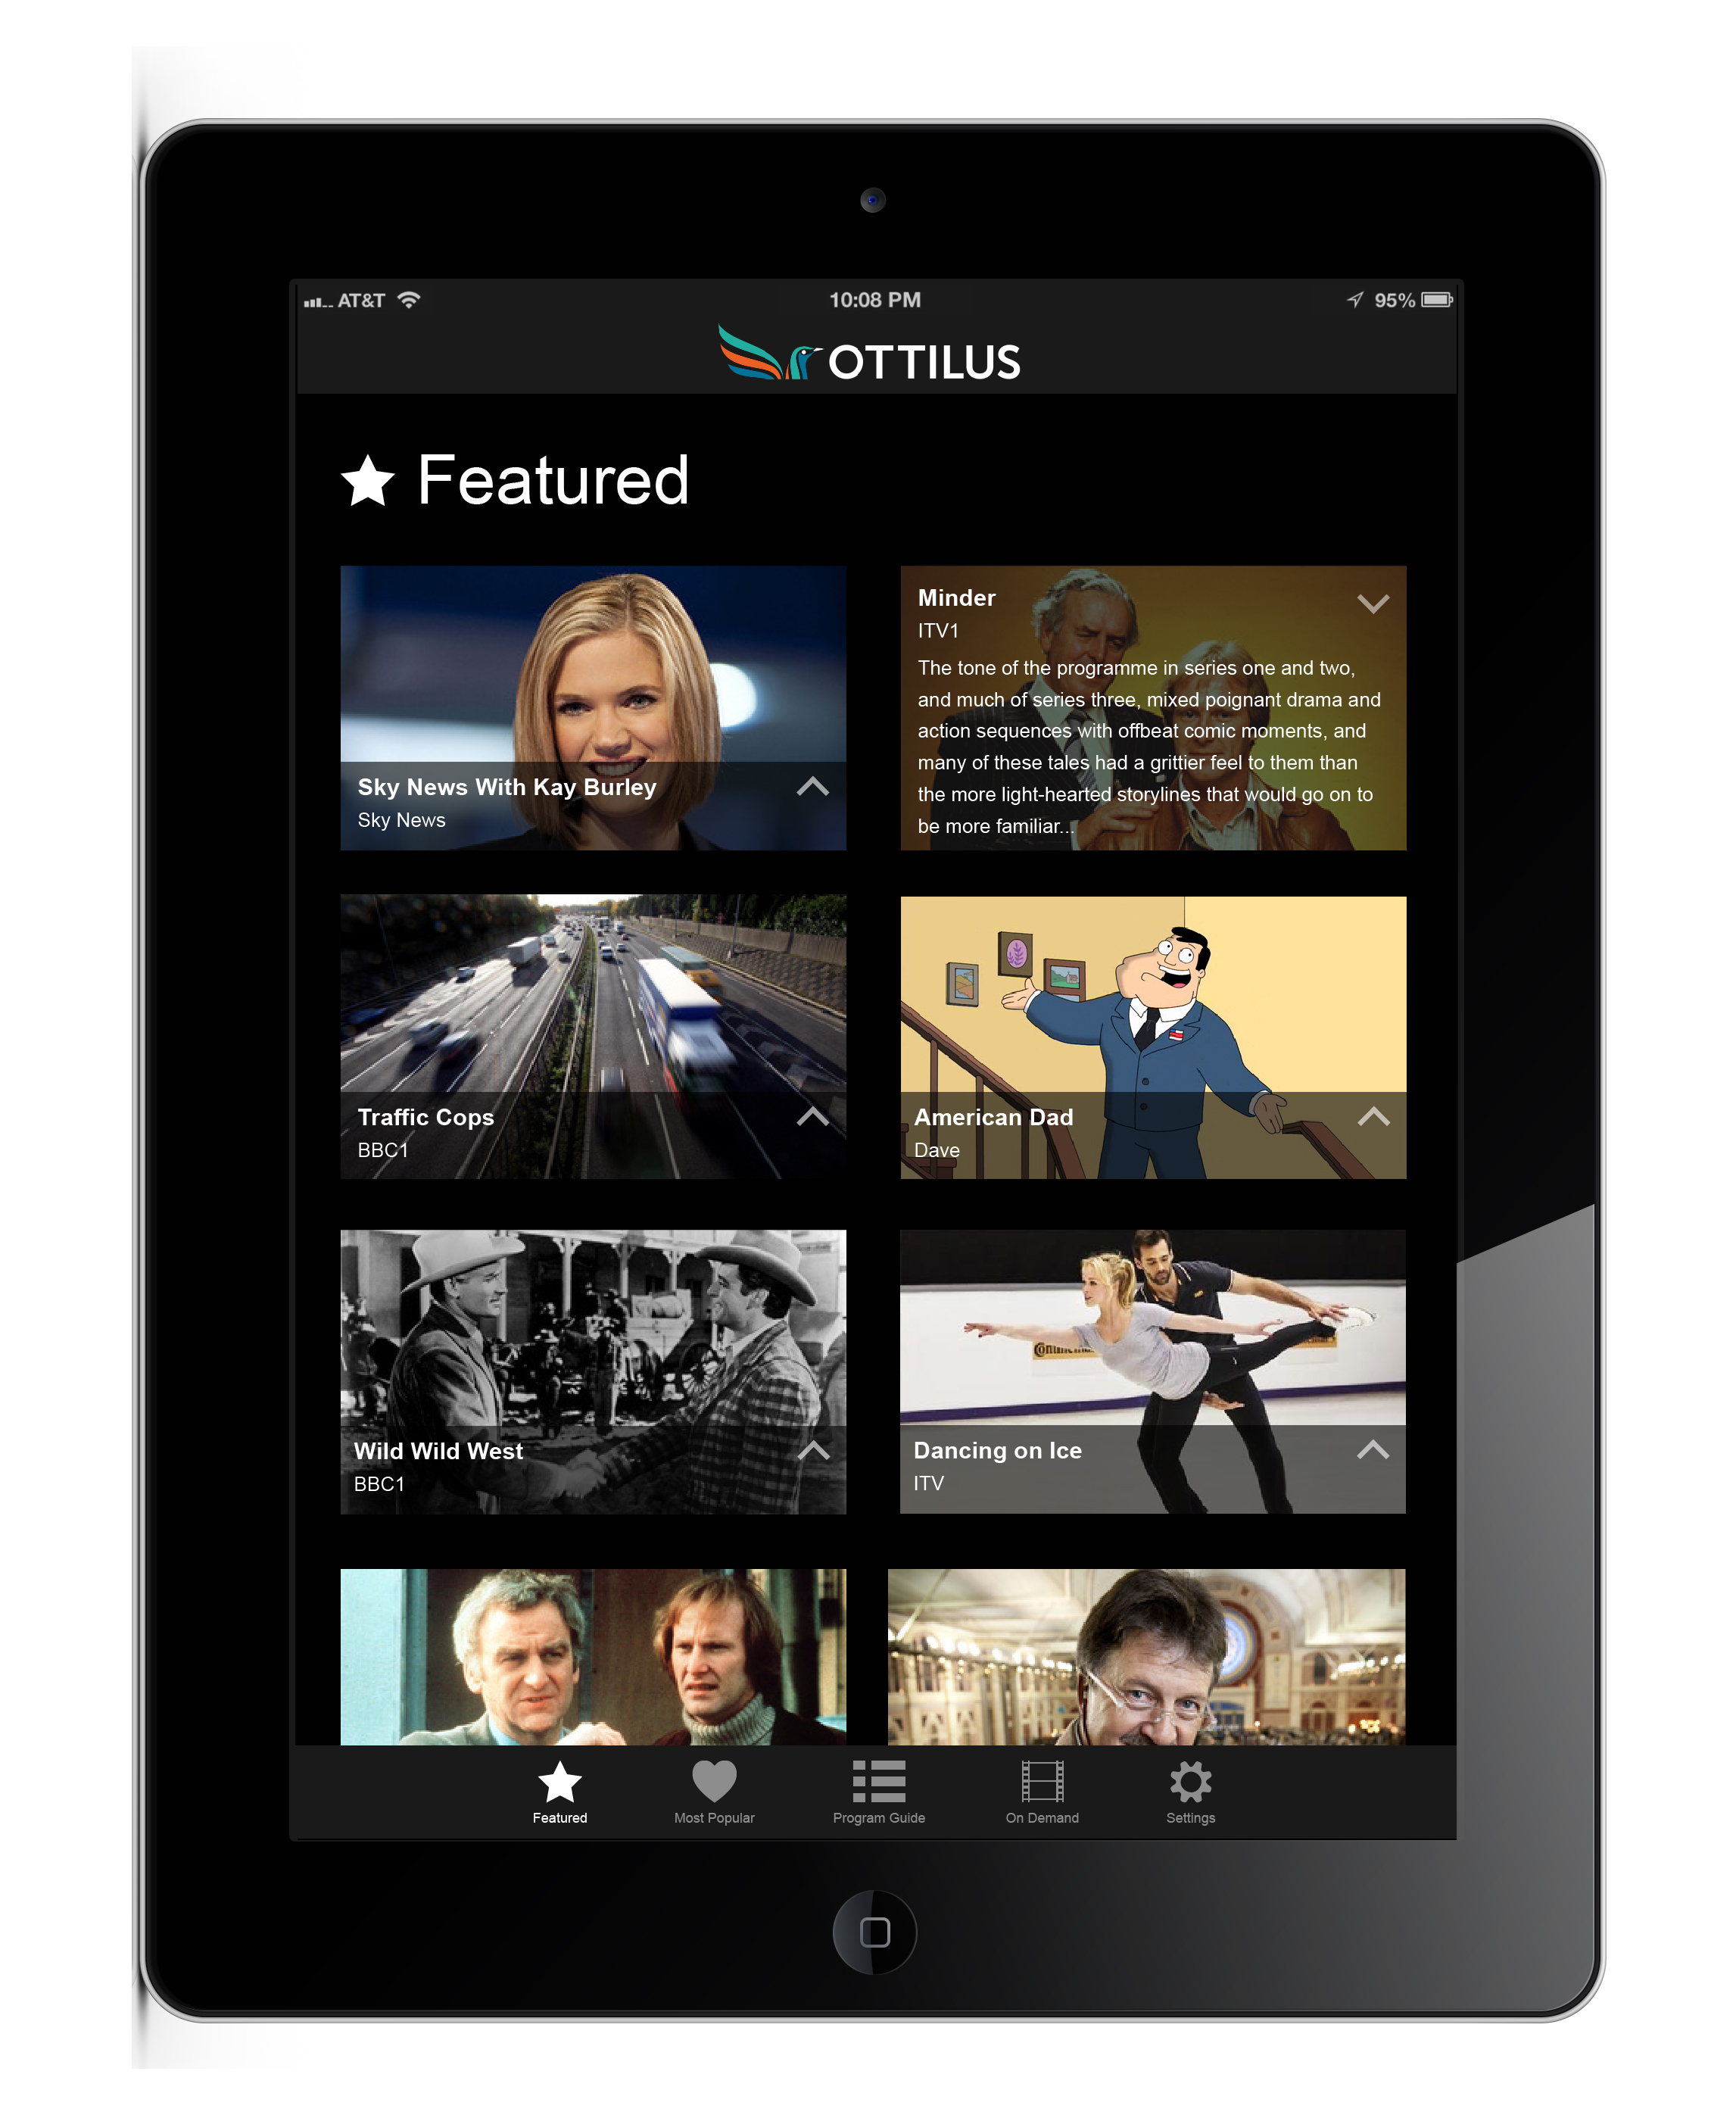 AT&T 10:08 PM 95%
OTTILUS
Featured
Sky News With Kay Burley
Sky News
Minder
ITV1
The tone of the programme in series one and two,
and much of series three, mixed poignant drama and
action sequences with offbeat comic moments, and
many of these tales had a grittier feel to them than
the more light-hearted storylines that would go on to
be more familiar...
Traffic Cops
BBC1
American Dad
Dave
Wild Wild West
BBC1
Dancing on Ice
ITV
Featured Most Popular Program Guide On Demand Settings